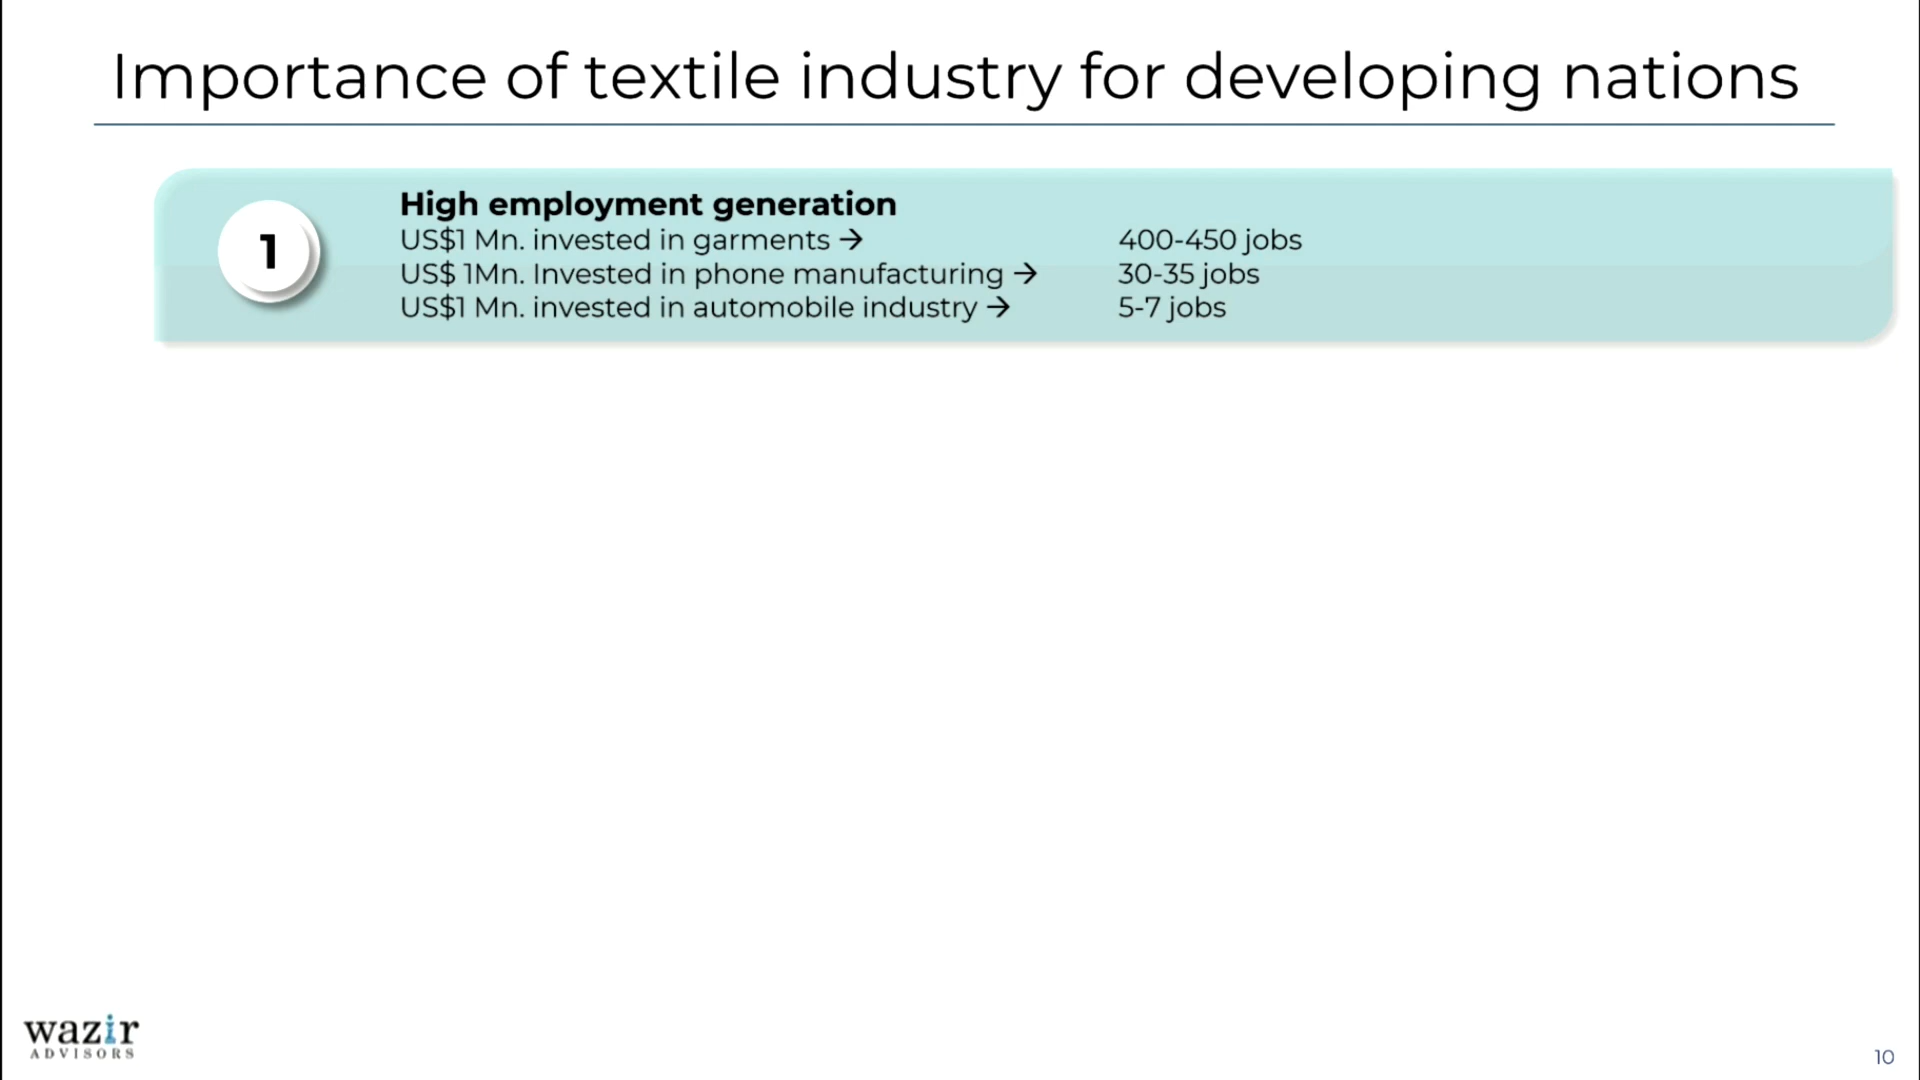 Importance of textile industry for developing nations
1
High employment generation
US$1 Mn. invested in garments → 400-450 jobs
US$ 1Mn. Invested in phone manufacturing → 30-35 jobs
US$1 Mn. invested in automobile industry → 5-7 jobs
wazir
ADVISORS
10